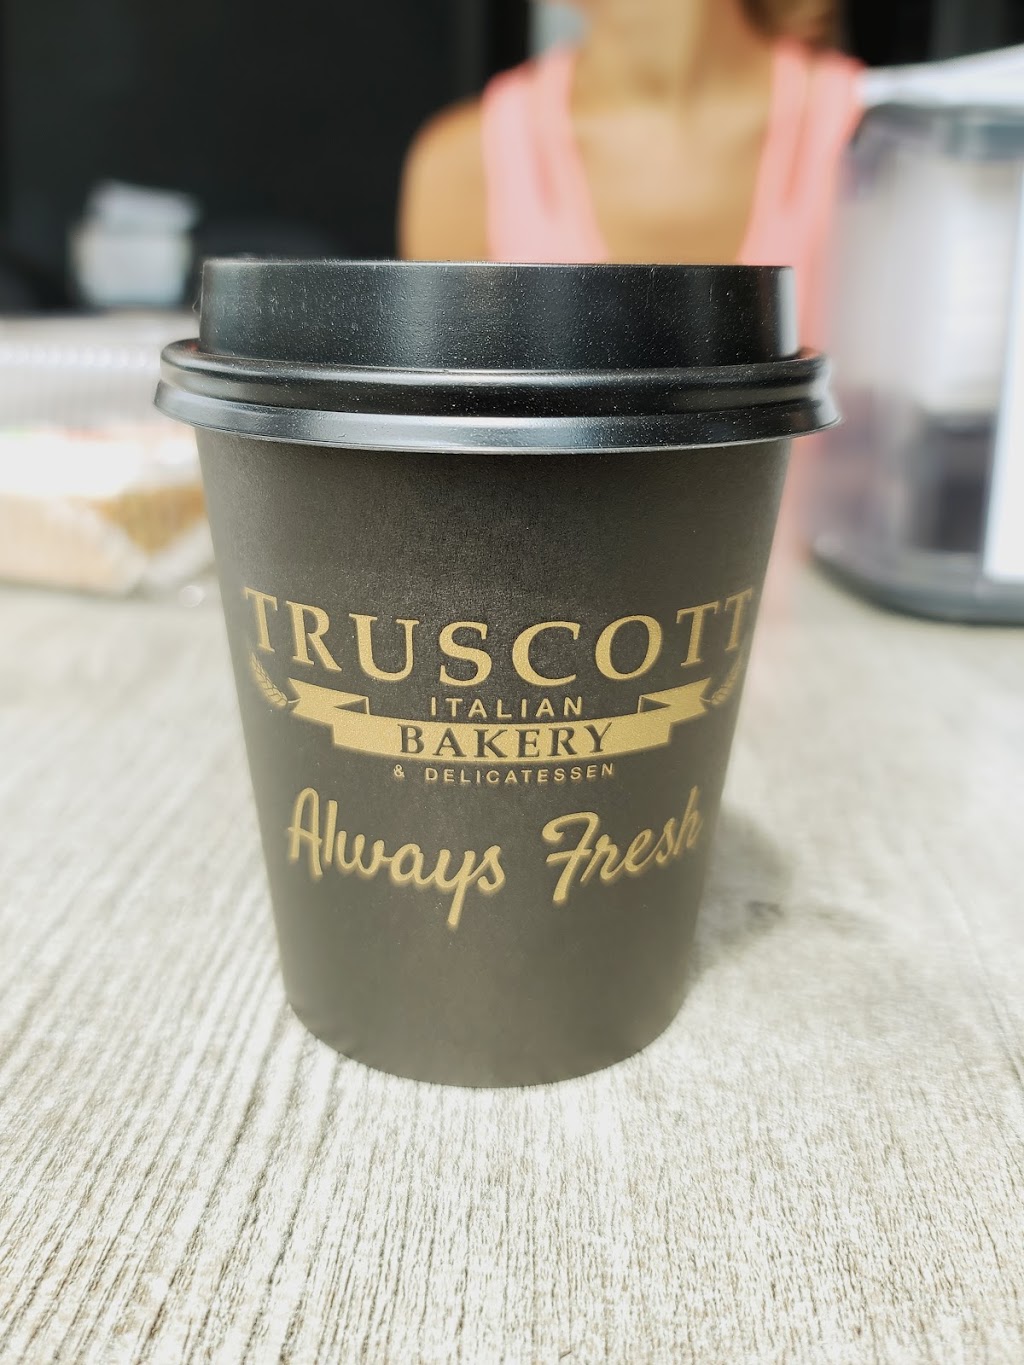 TRUSCOTT
ITALIAN
BAKERY
& DELICATESSEN
Always Fresh